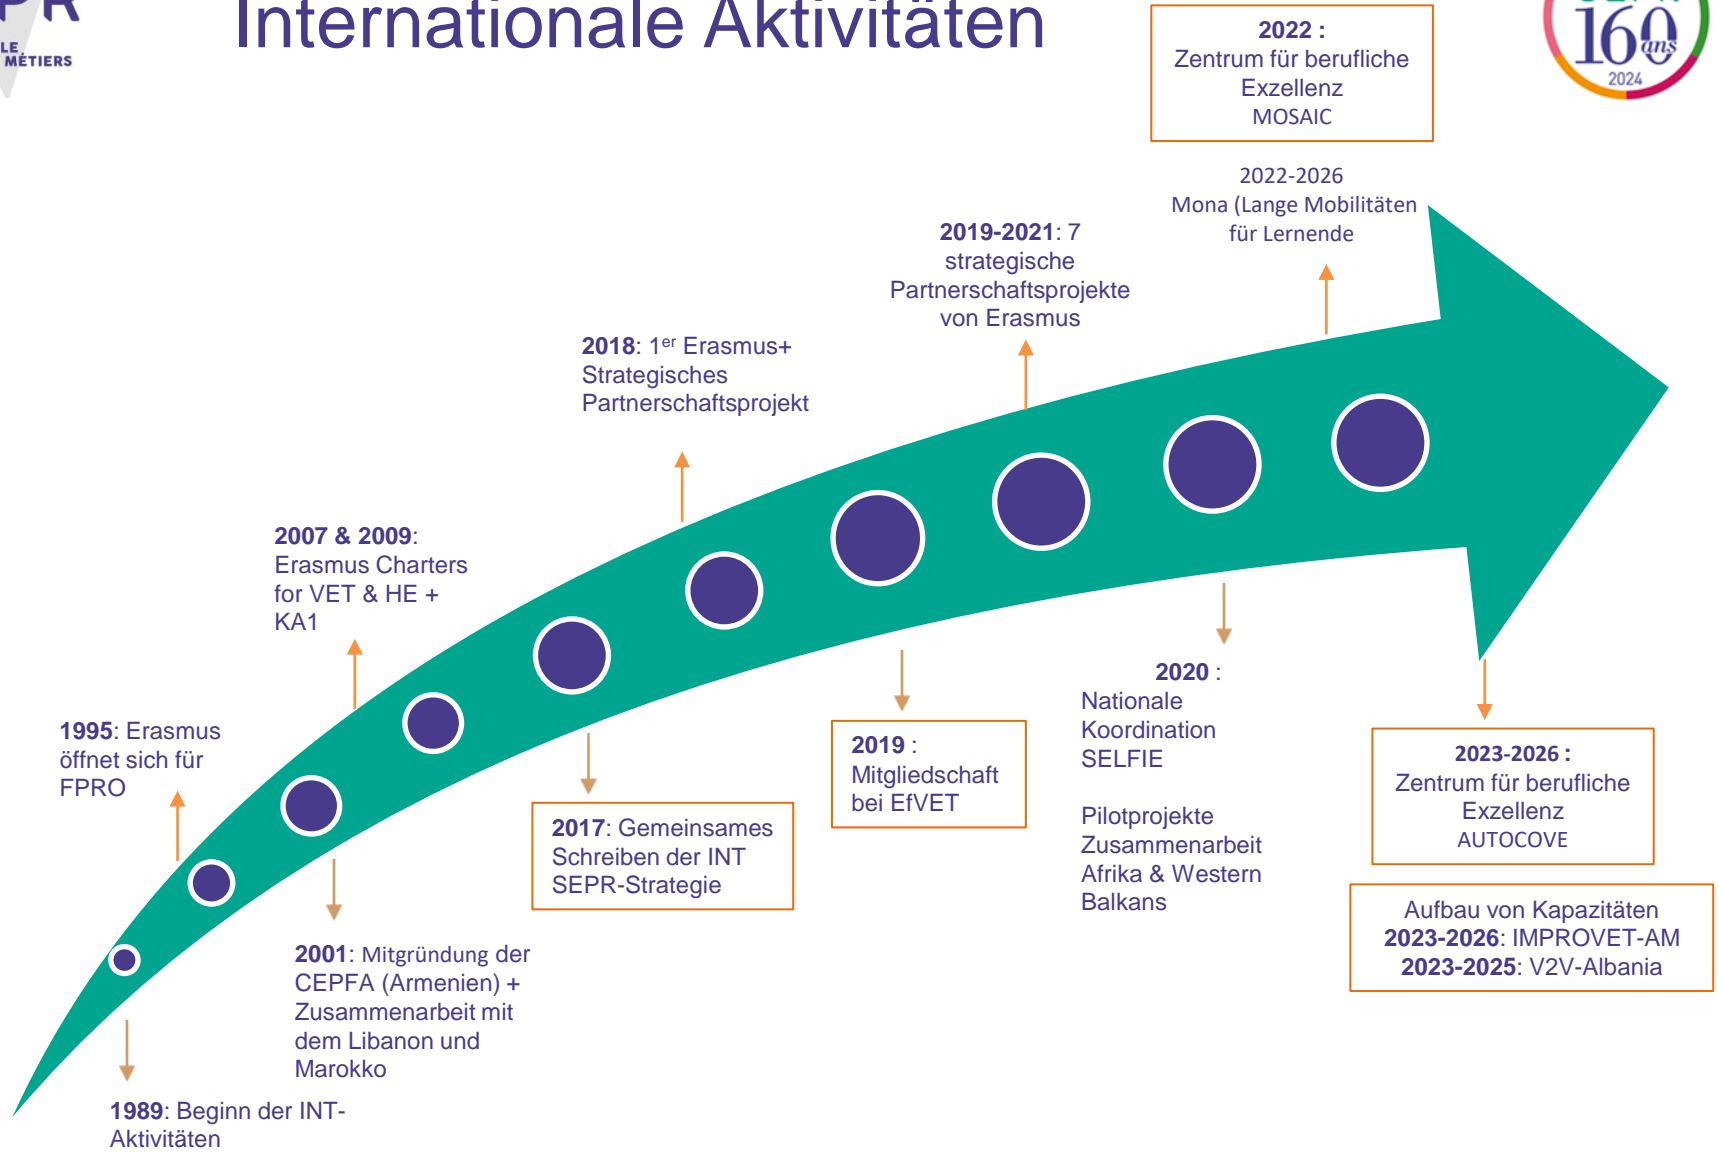 Internationale Aktivitäten
LE
MÉTIERS
160
ans
2024
2022 :
Zentrum für berufliche
Exzellenz
MOSAIC
2022-2026
Mona (Lange Mobilitäten
für Lernende
2019-2021: 7
strategische
Partnerschaftsprojekte
von Erasmus
2018: 1er Erasmus+
Strategisches
Partnerschaftsprojekt
2007 & 2009:
Erasmus Charters
for VET & HE +
KA1
1995: Erasmus
öffnet sich für
FPRO
1989: Beginn der INT-
Aktivitäten
2001: Mitgründung der
CEPFA (Armenien) +
Zusammenarbeit mit
dem Libanon und
Marokko
2017: Gemeinsames
Schreiben der INT
SEPR-Strategie
2019 :
Mitgliedschaft
bei EfVET
2020 :
Nationale
Koordination
SELFIE
Pilotprojekte
Zusammenarbeit
Afrika & Western
Balkans
2023-2026 :
Zentrum für berufliche
Exzellenz
AUTOCOVE
Aufbau von Kapazitäten
2023-2026: IMPROVET-AM
2023-2025: V2V-Albania